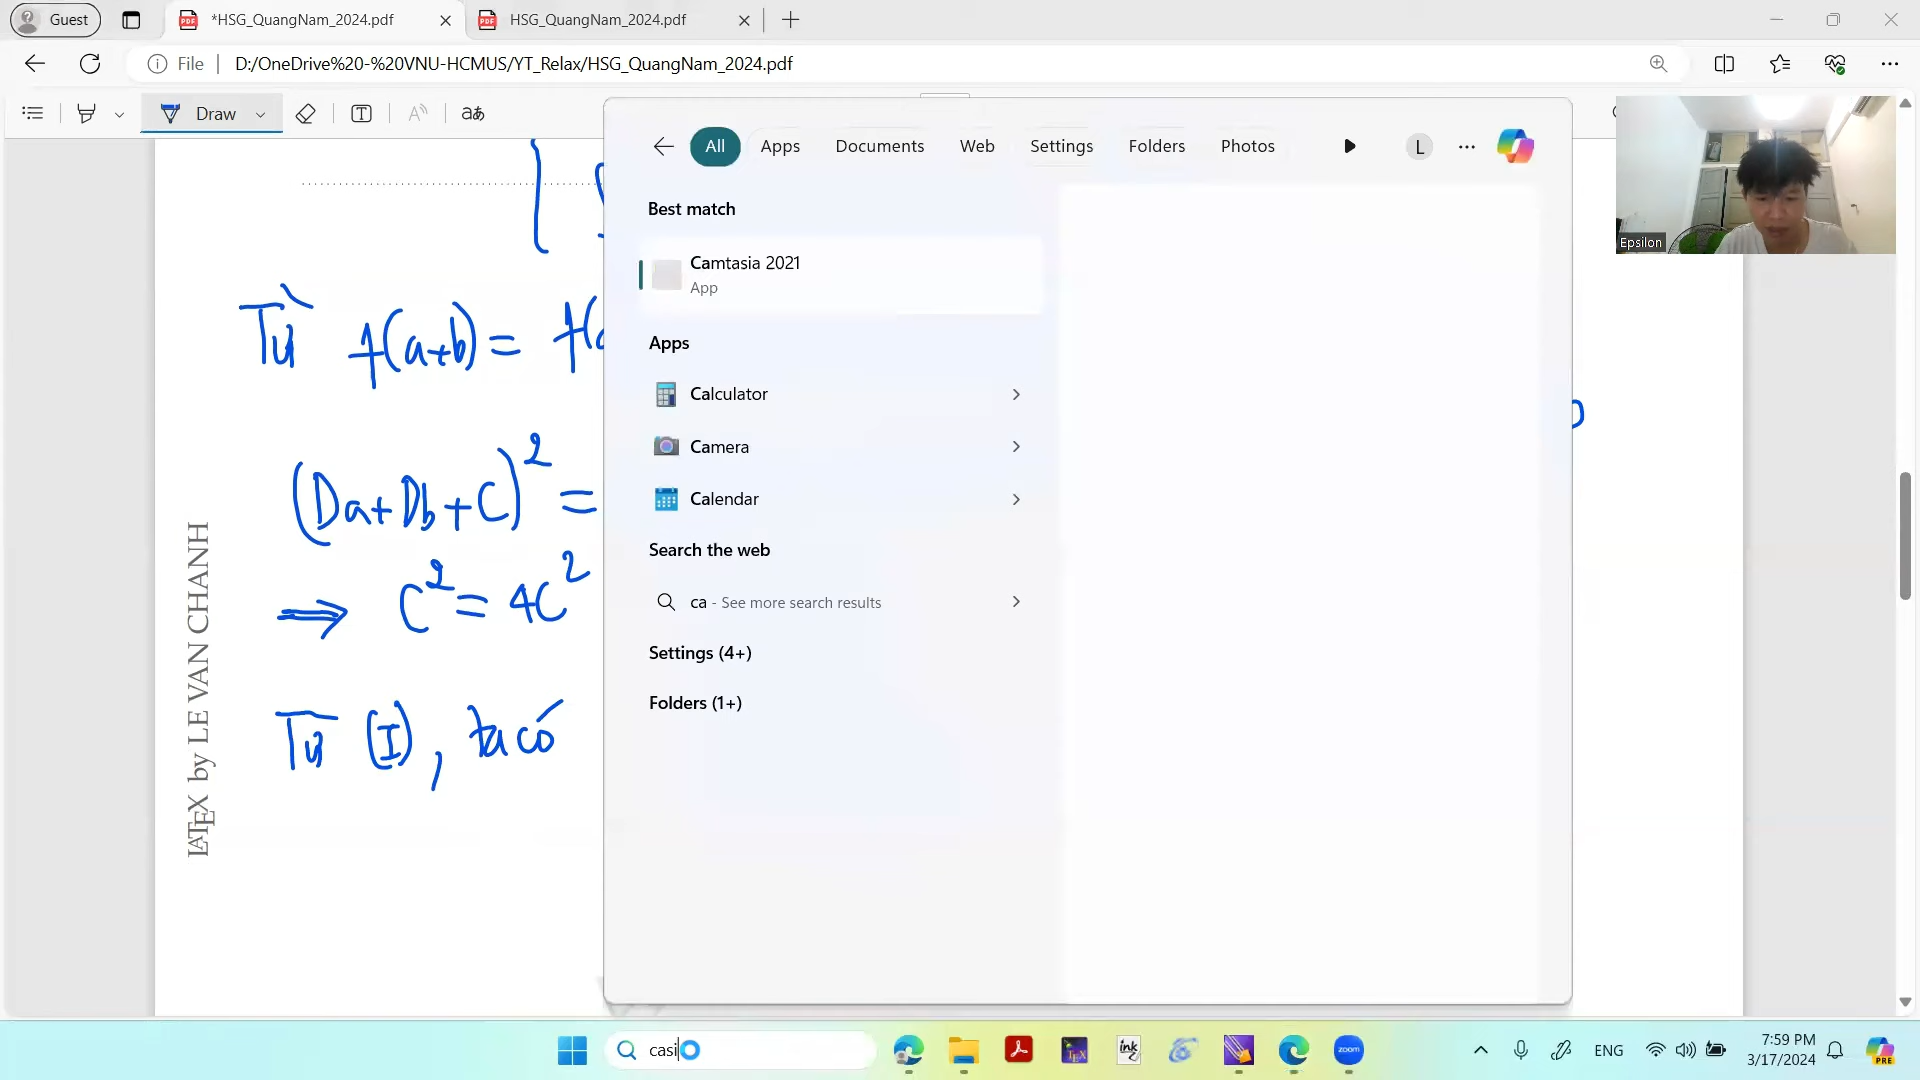 Guest
*HSG_QuangNam_2024.pdf
HSG_QuangNam_2024.pdf
File
D:/OneDrive%20-%20VNU-HCMUS/YT_Relax/HSG_QuangNam_2024.pdf
Draw
All
Apps
Documents
Web
Settings
Folders
Photos
L
Epsilon
Best match
Camtasia 2021
App
Apps
Calculator
Camera
Calendar
Search the web
ca - See more search results
Settings (4+)
Folders (1+)
Từ f(a+b) = f(
(Da+Db+C)² =
⟹ C² = 4C²
Từ (I), ta có
LATEX by LE VAN CHANH
casi
zoom
ENG
7:59 PM
3/17/2024
PRE